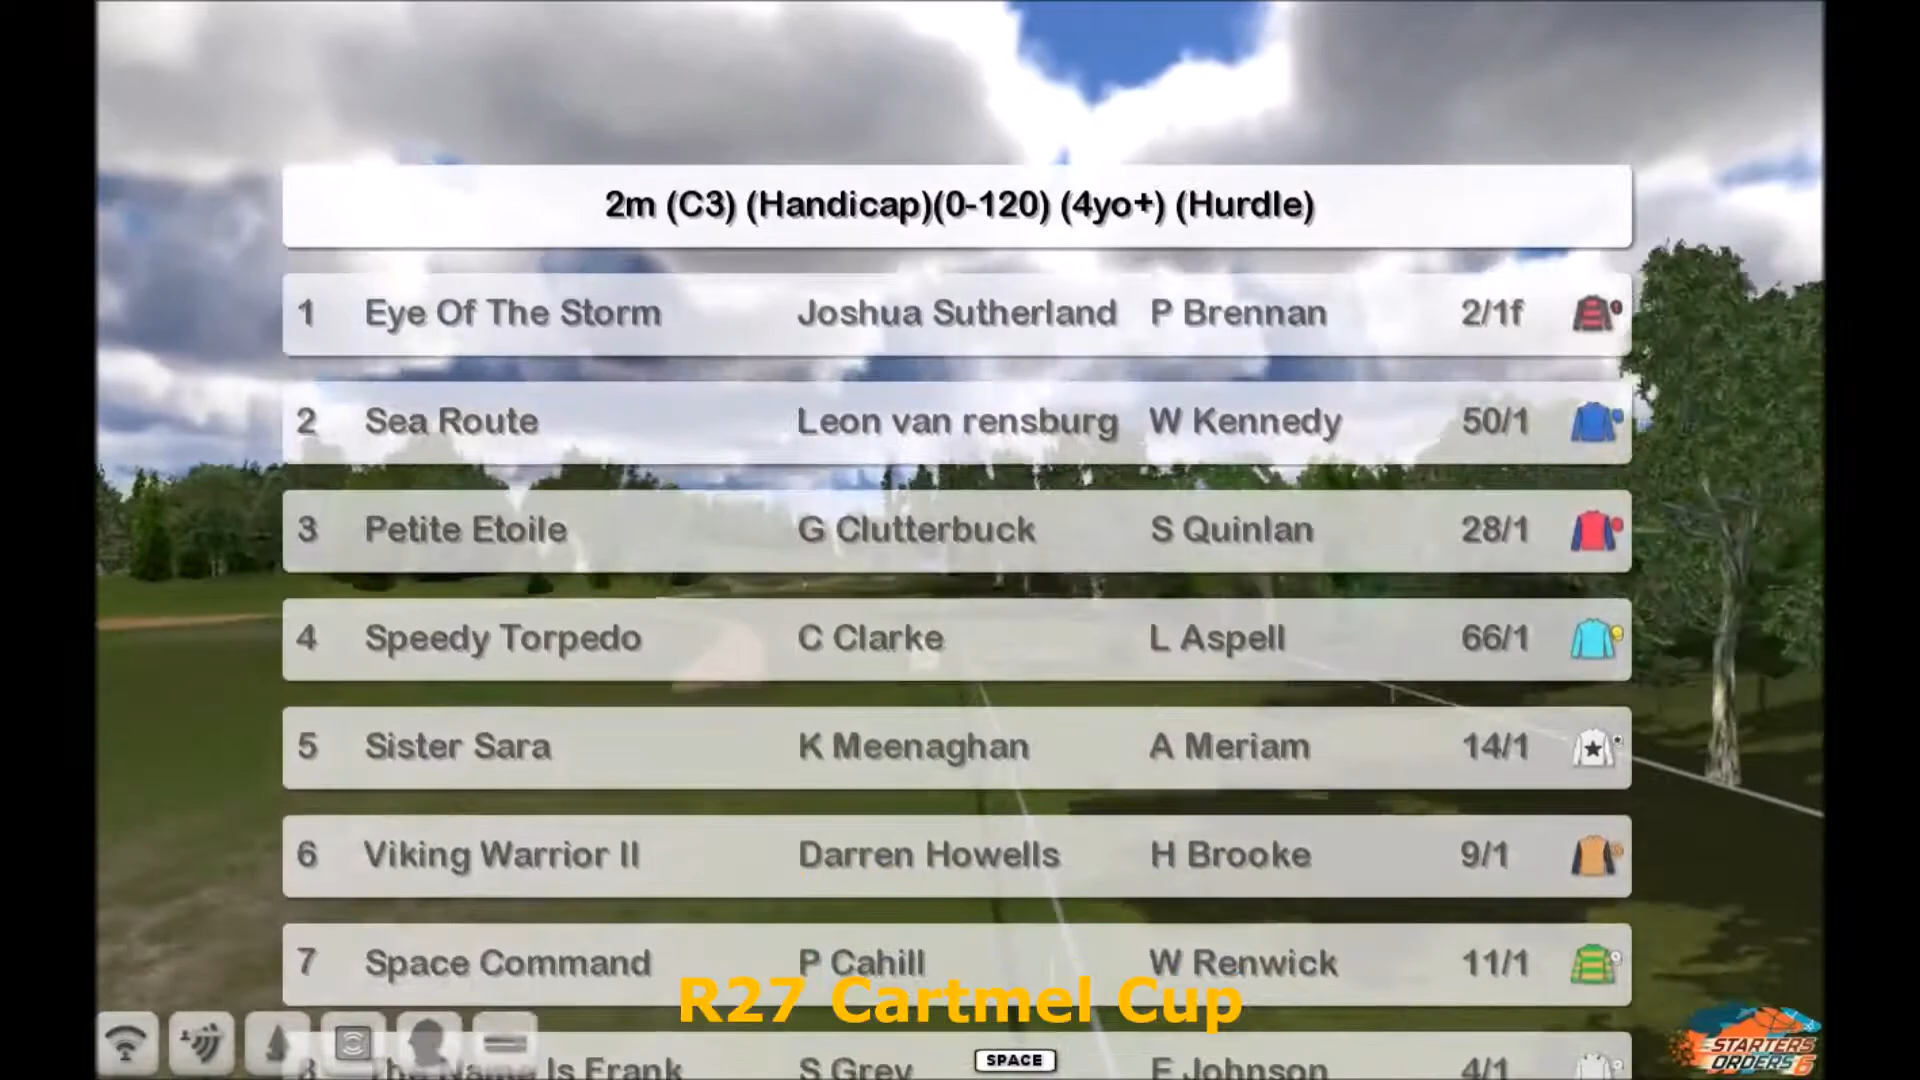 2m (C3) (Handicap)(0-120) (4yo+) (Hurdle)
1 Eye Of The Storm Joshua Sutherland P Brennan 2/1f
2 Sea Route Leon van rensburg W Kennedy 50/1
3 Petite Etoile G Clutterbuck S Quinlan 28/1
4 Speedy Torpedo C Clarke L Aspell 66/1
5 Sister Sara K Meenaghan A Meriam 14/1
6 Viking Warrior II Darren Howells H Brooke 9/1
7 Space Command P Cahill W Renwick 11/1
R27 Cartmel Cup
8 The Name Is Frank S Grey E Johnson 4/1
SPACE
STARTERS
ORDERS 6